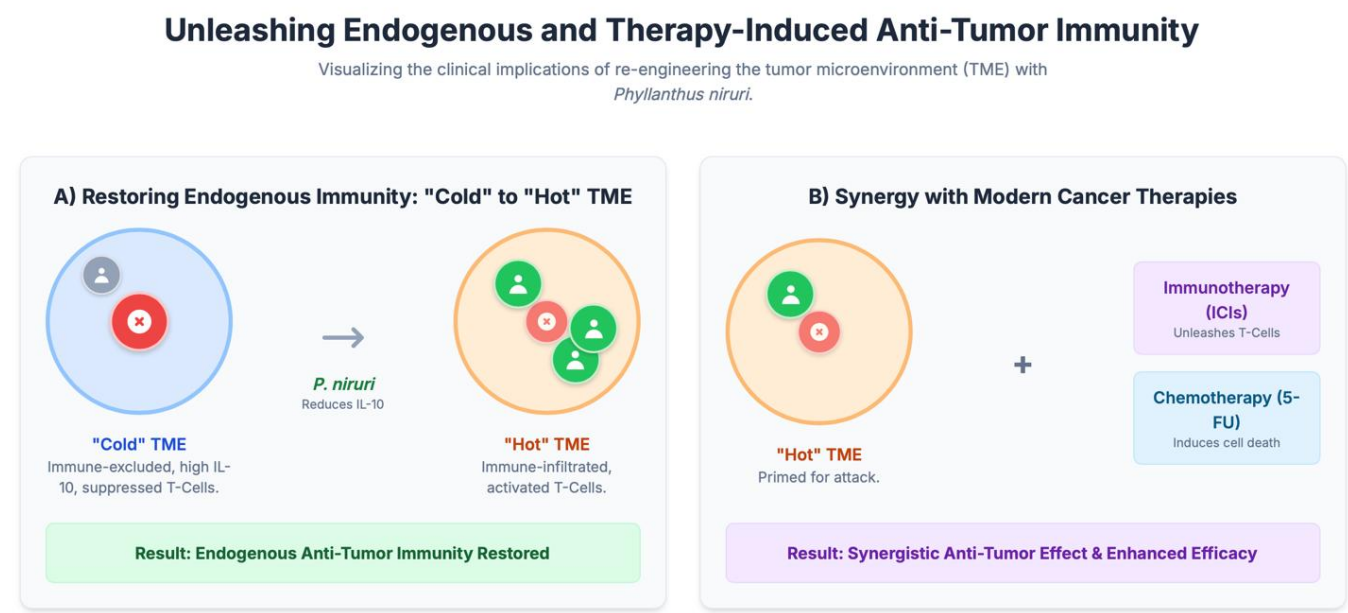 Unleashing Endogenous and Therapy-Induced Anti-Tumor Immunity
Visualizing the clinical implications of re-engineering the tumor microenvironment (TME) with
Phyllanthus niruri.
A) Restoring Endogenous Immunity: "Cold" to "Hot" TME
P. niruri
Reduces IL-10
"Cold" TME
Immune-excluded, high IL-
10, suppressed T-Cells.
"Hot" TME
Immune-infiltrated,
activated T-Cells.
Result: Endogenous Anti-Tumor Immunity Restored
B) Synergy with Modern Cancer Therapies
"Hot" TME
Primed for attack.
+
Immunotherapy
(ICIs)
Unleashes T-Cells
Chemotherapy (5-
FU)
Induces cell death
Result: Synergistic Anti-Tumor Effect & Enhanced Efficacy